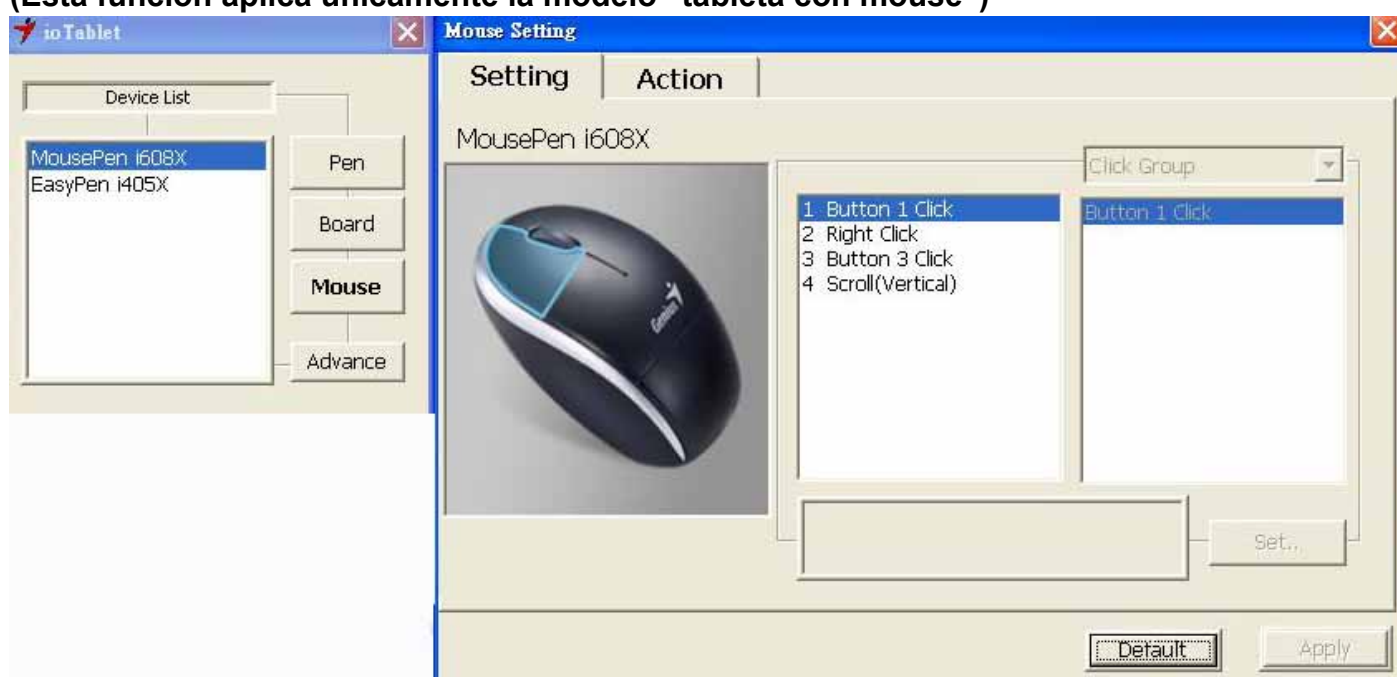 (Esta función aplica únicamente la modelo "tableta con mouse")
ioTablet
Device List
MousePen i608X
EasyPen i405X
Pen
Board
Mouse
Advance
Mouse Setting
Setting
Action
MousePen i608X
Genius
Click Group
1 Button 1 Click
2 Right Click
3 Button 3 Click
4 Scroll(Vertical)
Button 1 Click
Set..
Default
Apply